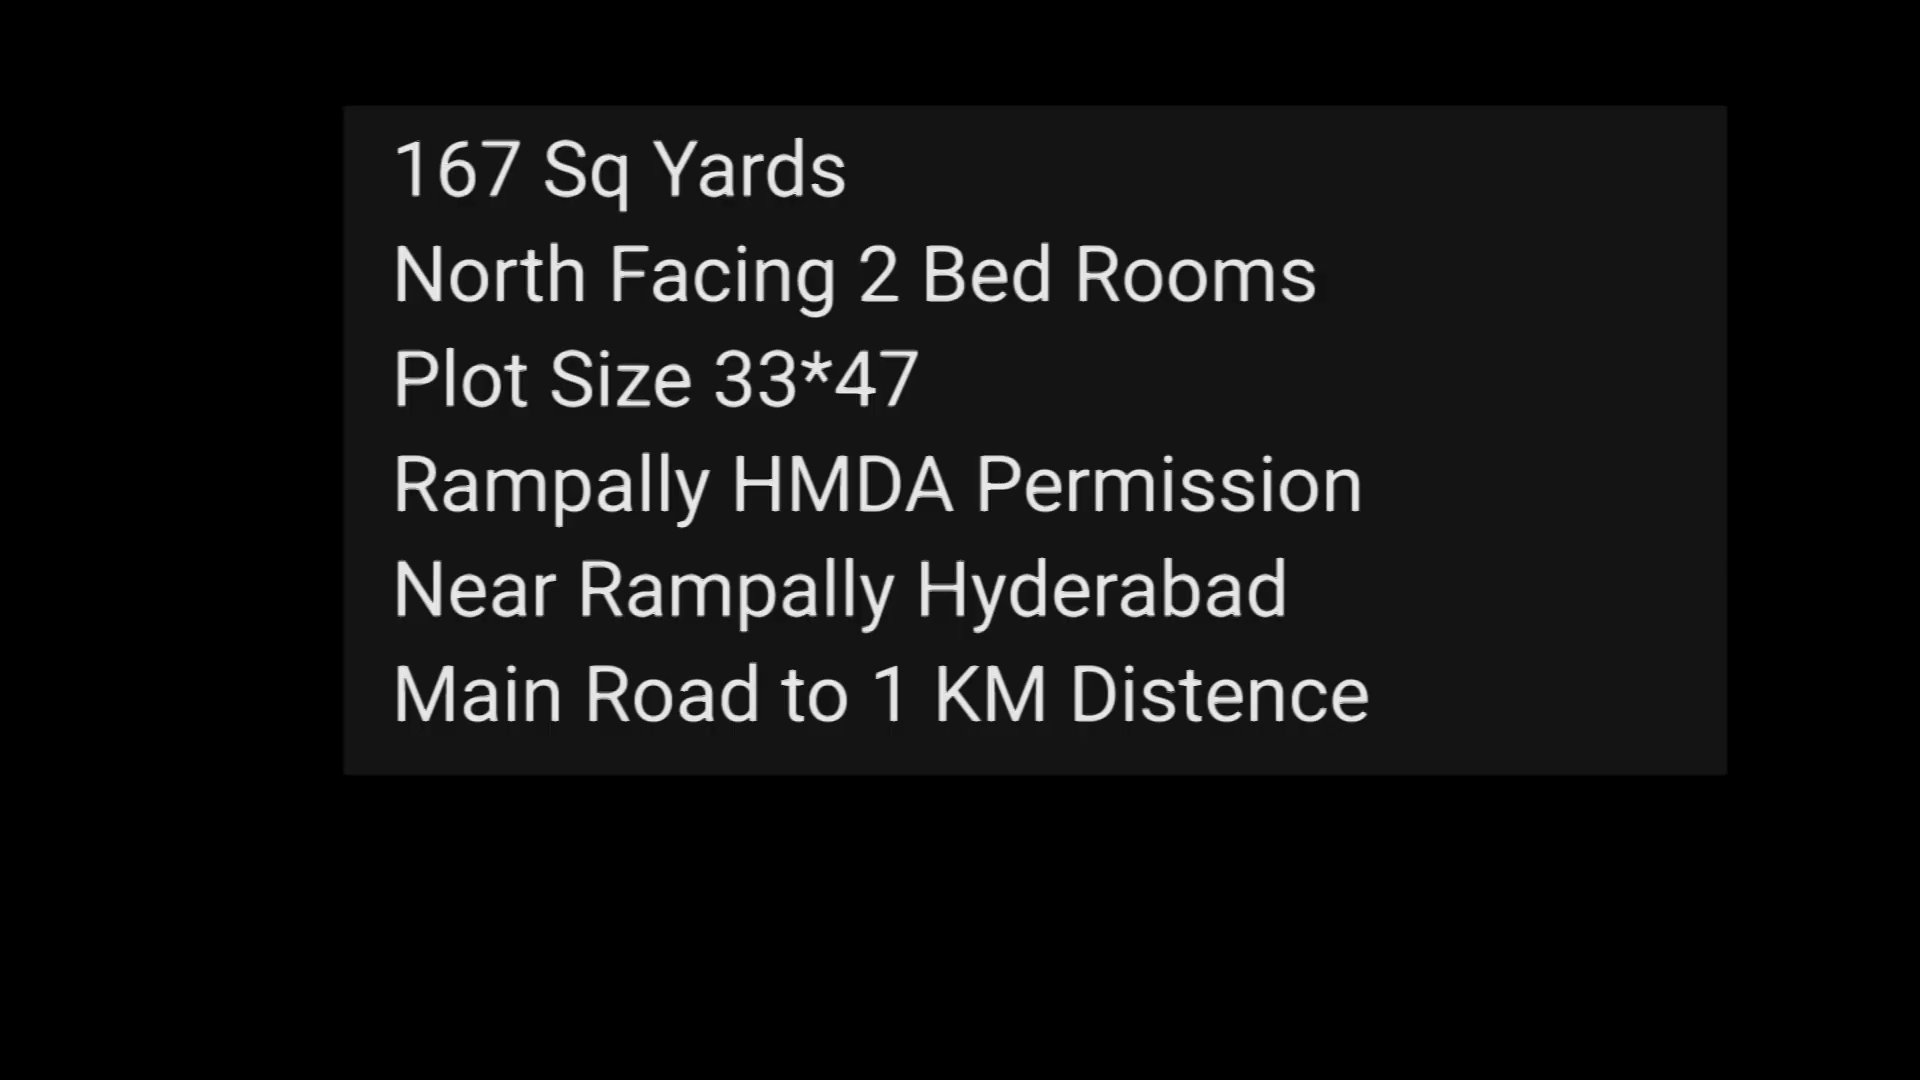 167 Sq Yards
North Facing 2 Bed Rooms
Plot Size 33*47
Rampally HMDA Permission
Near Rampally Hyderabad
Main Road to 1 KM Distence